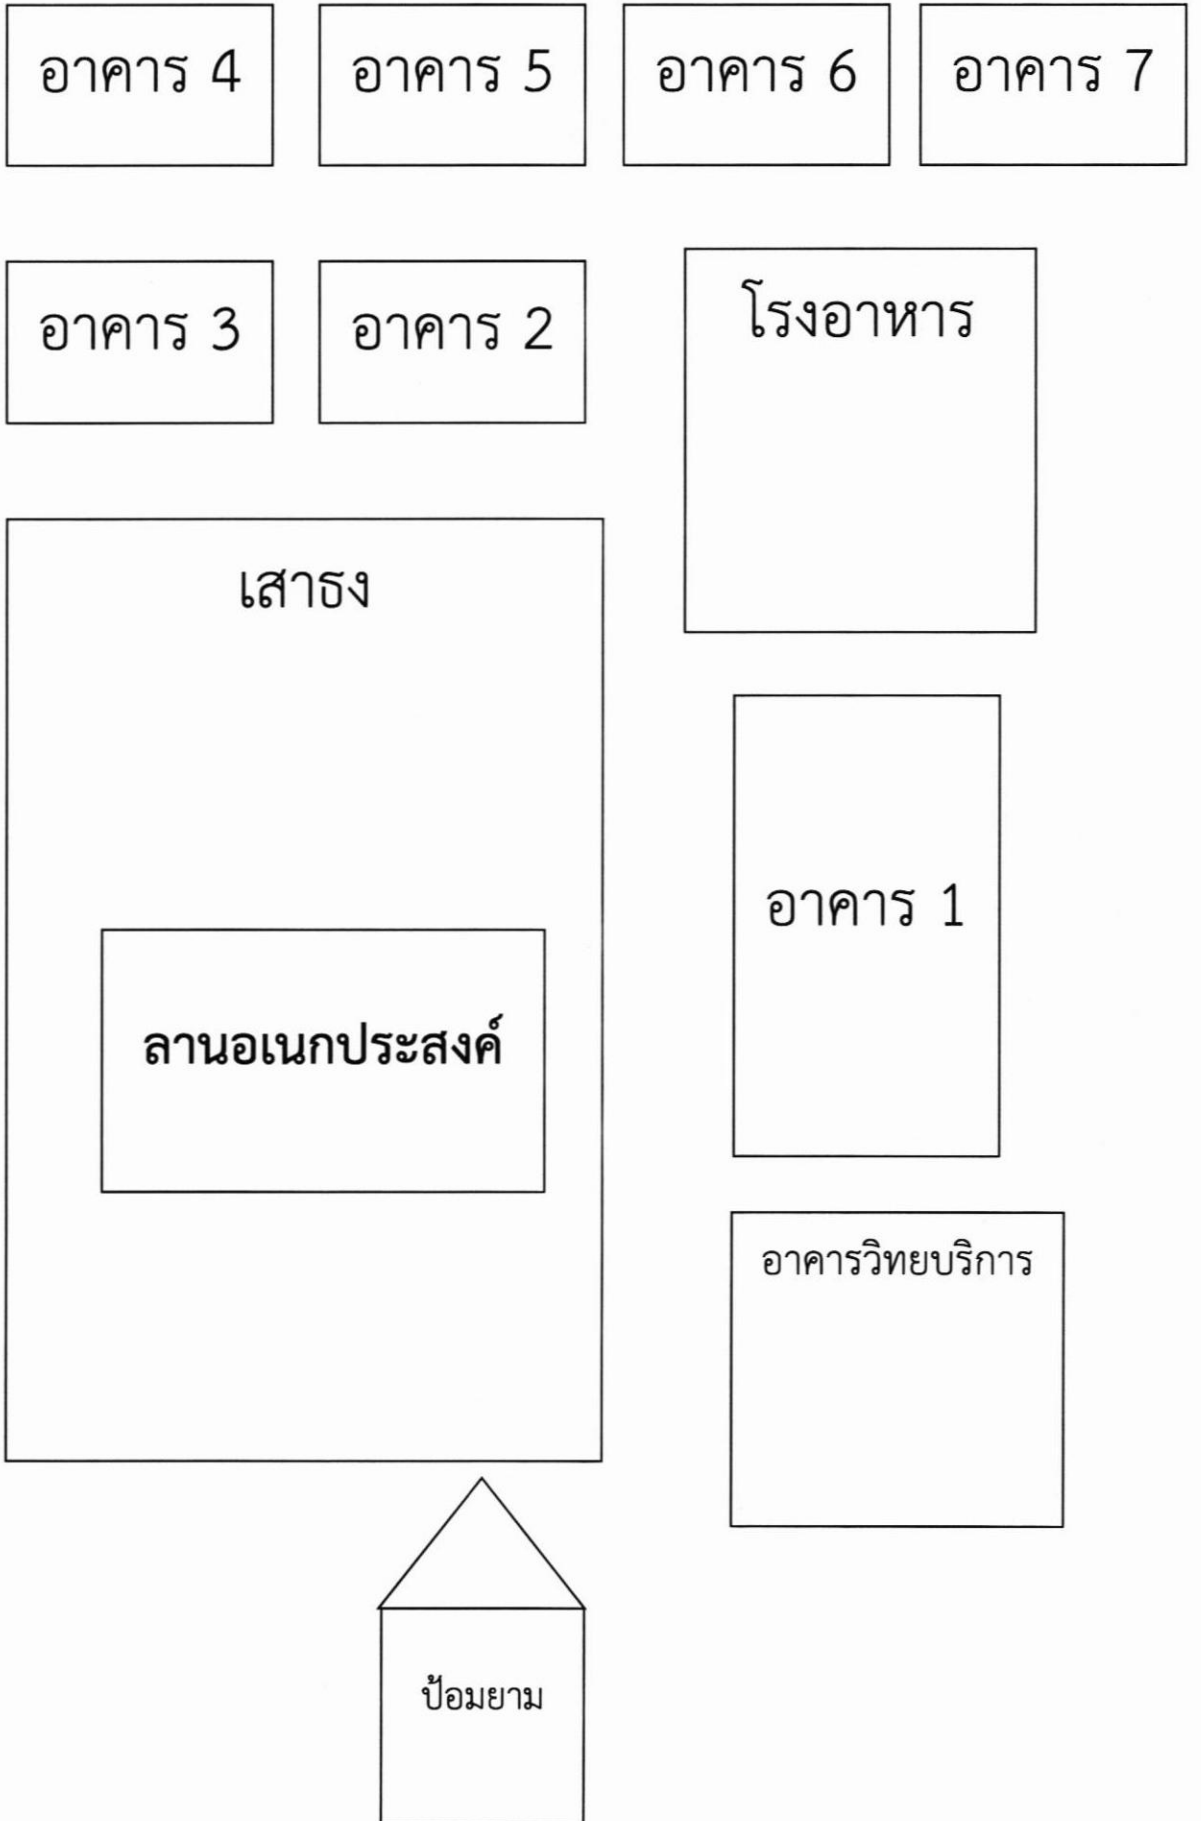 อาคาร 4
อาคาร 5
อาคาร 6
อาคาร 7
อาคาร 3
อาคาร 2
โรงอาหาร
เสาธง
อาคาร 1
ลานอเนกประสงค์
อาคารวิทยบริการ
ป้อมยาม